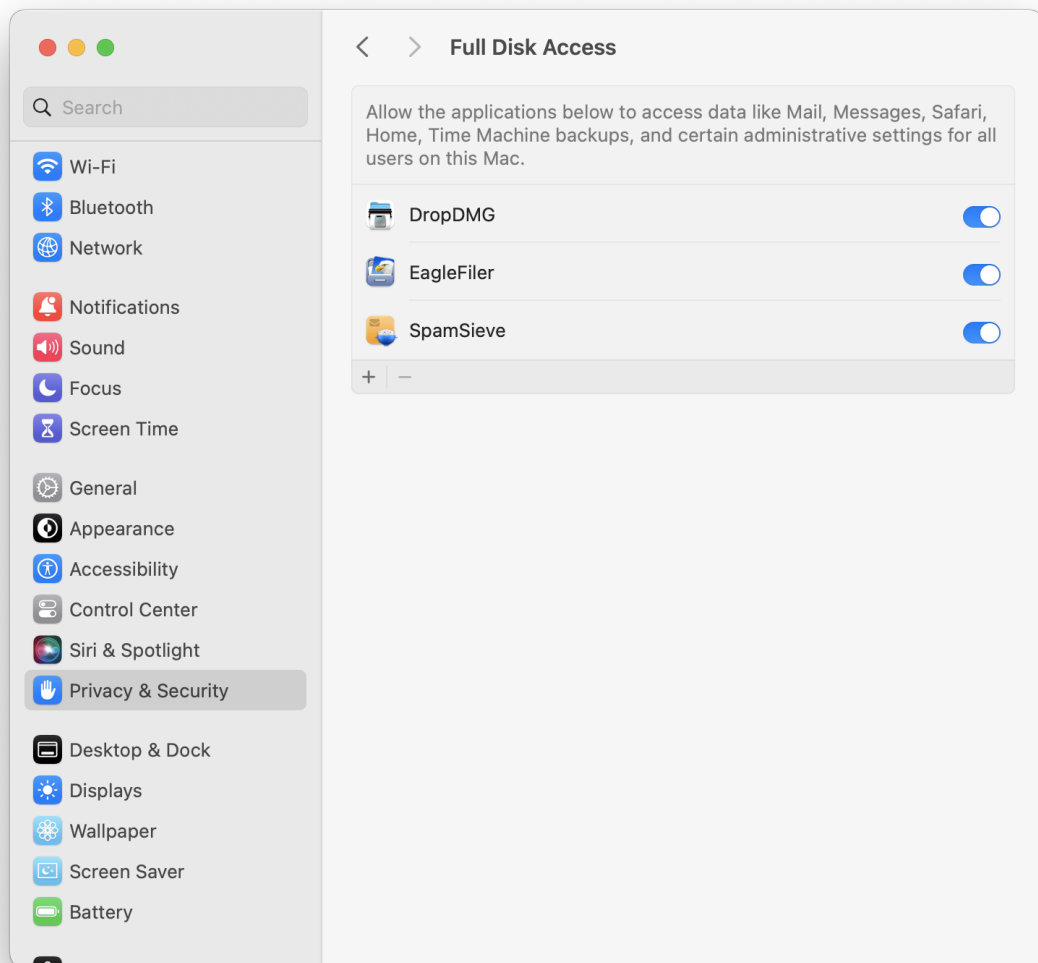 Full Disk Access
Search
Wi-Fi
Bluetooth
Network
Notifications
Sound
Focus
Screen Time
General
Appearance
Accessibility
Control Center
Siri & Spotlight
Privacy & Security
Desktop & Dock
Displays
Wallpaper
Screen Saver
Battery
Allow the applications below to access data like Mail, Messages, Safari,
Home, Time Machine backups, and certain administrative settings for all
users on this Mac.
DropDMG
EagleFiler
SpamSieve